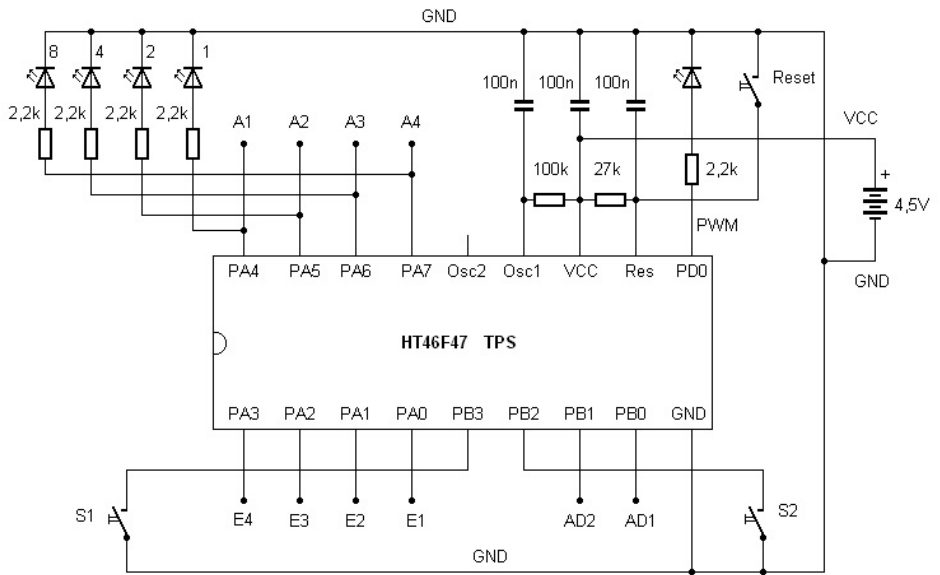 GND
8 4 2 1
100n 100n 100n Reset
2,2k 2,2k 2,2k 2,2k
A1 A2 A3 A4 VCC
100k 27k 2,2k +
4,5V
PWM
PA4 PA5 PA6 PA7 Osc2 Osc1 VCC Res PD0 GND
HT46F47 TPS
PA3 PA2 PA1 PA0 PB3 PB2 PB1 PB0 GND
S1 E4 E3 E2 E1 AD2 AD1 S2
GND